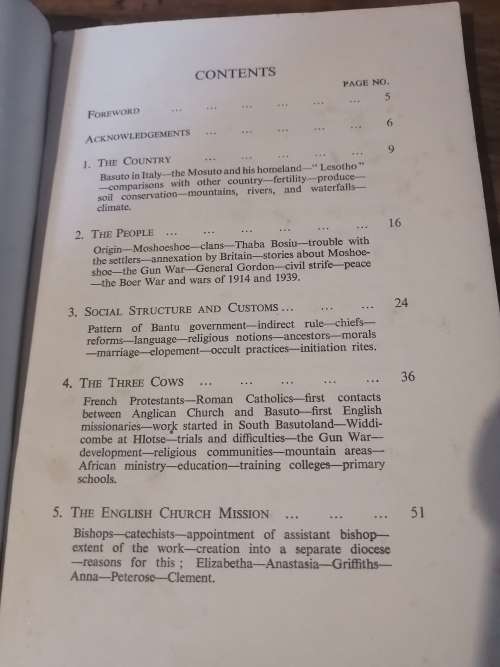 CONTENTS
PAGE NO.
FOREWORD ... ... ... ... ... ... 5
ACKNOWLEDGEMENTS ... ... ... ... ... 6
1. THE COUNTRY ... ... ... ... ... 9
Basuto in Italy—the Mosuto and his homeland—" Lesotho "
—comparisons with other country—fertility—produce—
soil conservation—mountains, rivers, and waterfalls—
climate.
2. THE PEOPLE ... ... ... ... ... ... 16
Origin—Moshoeshoe—clans—Thaba Bosiu—trouble with
the settlers—annexation by Britain—stories about Moshoe-
shoe—the Gun War—General Gordon—civil strife—peace
—the Boer War and wars of 1914 and 1939.
3. SOCIAL STRUCTURE AND CUSTOMS ... ... ... 24
Pattern of Bantu government—indirect rule—chiefs—
reforms—language—religious notions—ancestors—morals
—marriage—elopement—occult practices—initiation rites.
4. THE THREE COWS ... ... ... ... ... 36
French Protestants—Roman Catholics—first contacts
between Anglican Church and Basuto—first English
missionaries—work started in South Basutoland—Widdi-
combe at Hlotse—trials and difficulties—the Gun War—
development—religious communities—mountain areas—
African ministry—education—training colleges—primary
schools.
5. THE ENGLISH CHURCH MISSION ... ... ... 51
Bishops—catechists—appointment of assistant bishop—
extent of the work—creation into a separate diocese
—reasons for this ; Elizabetha—Anastasia—Griffiths—
Anna—Peterose—Clement.